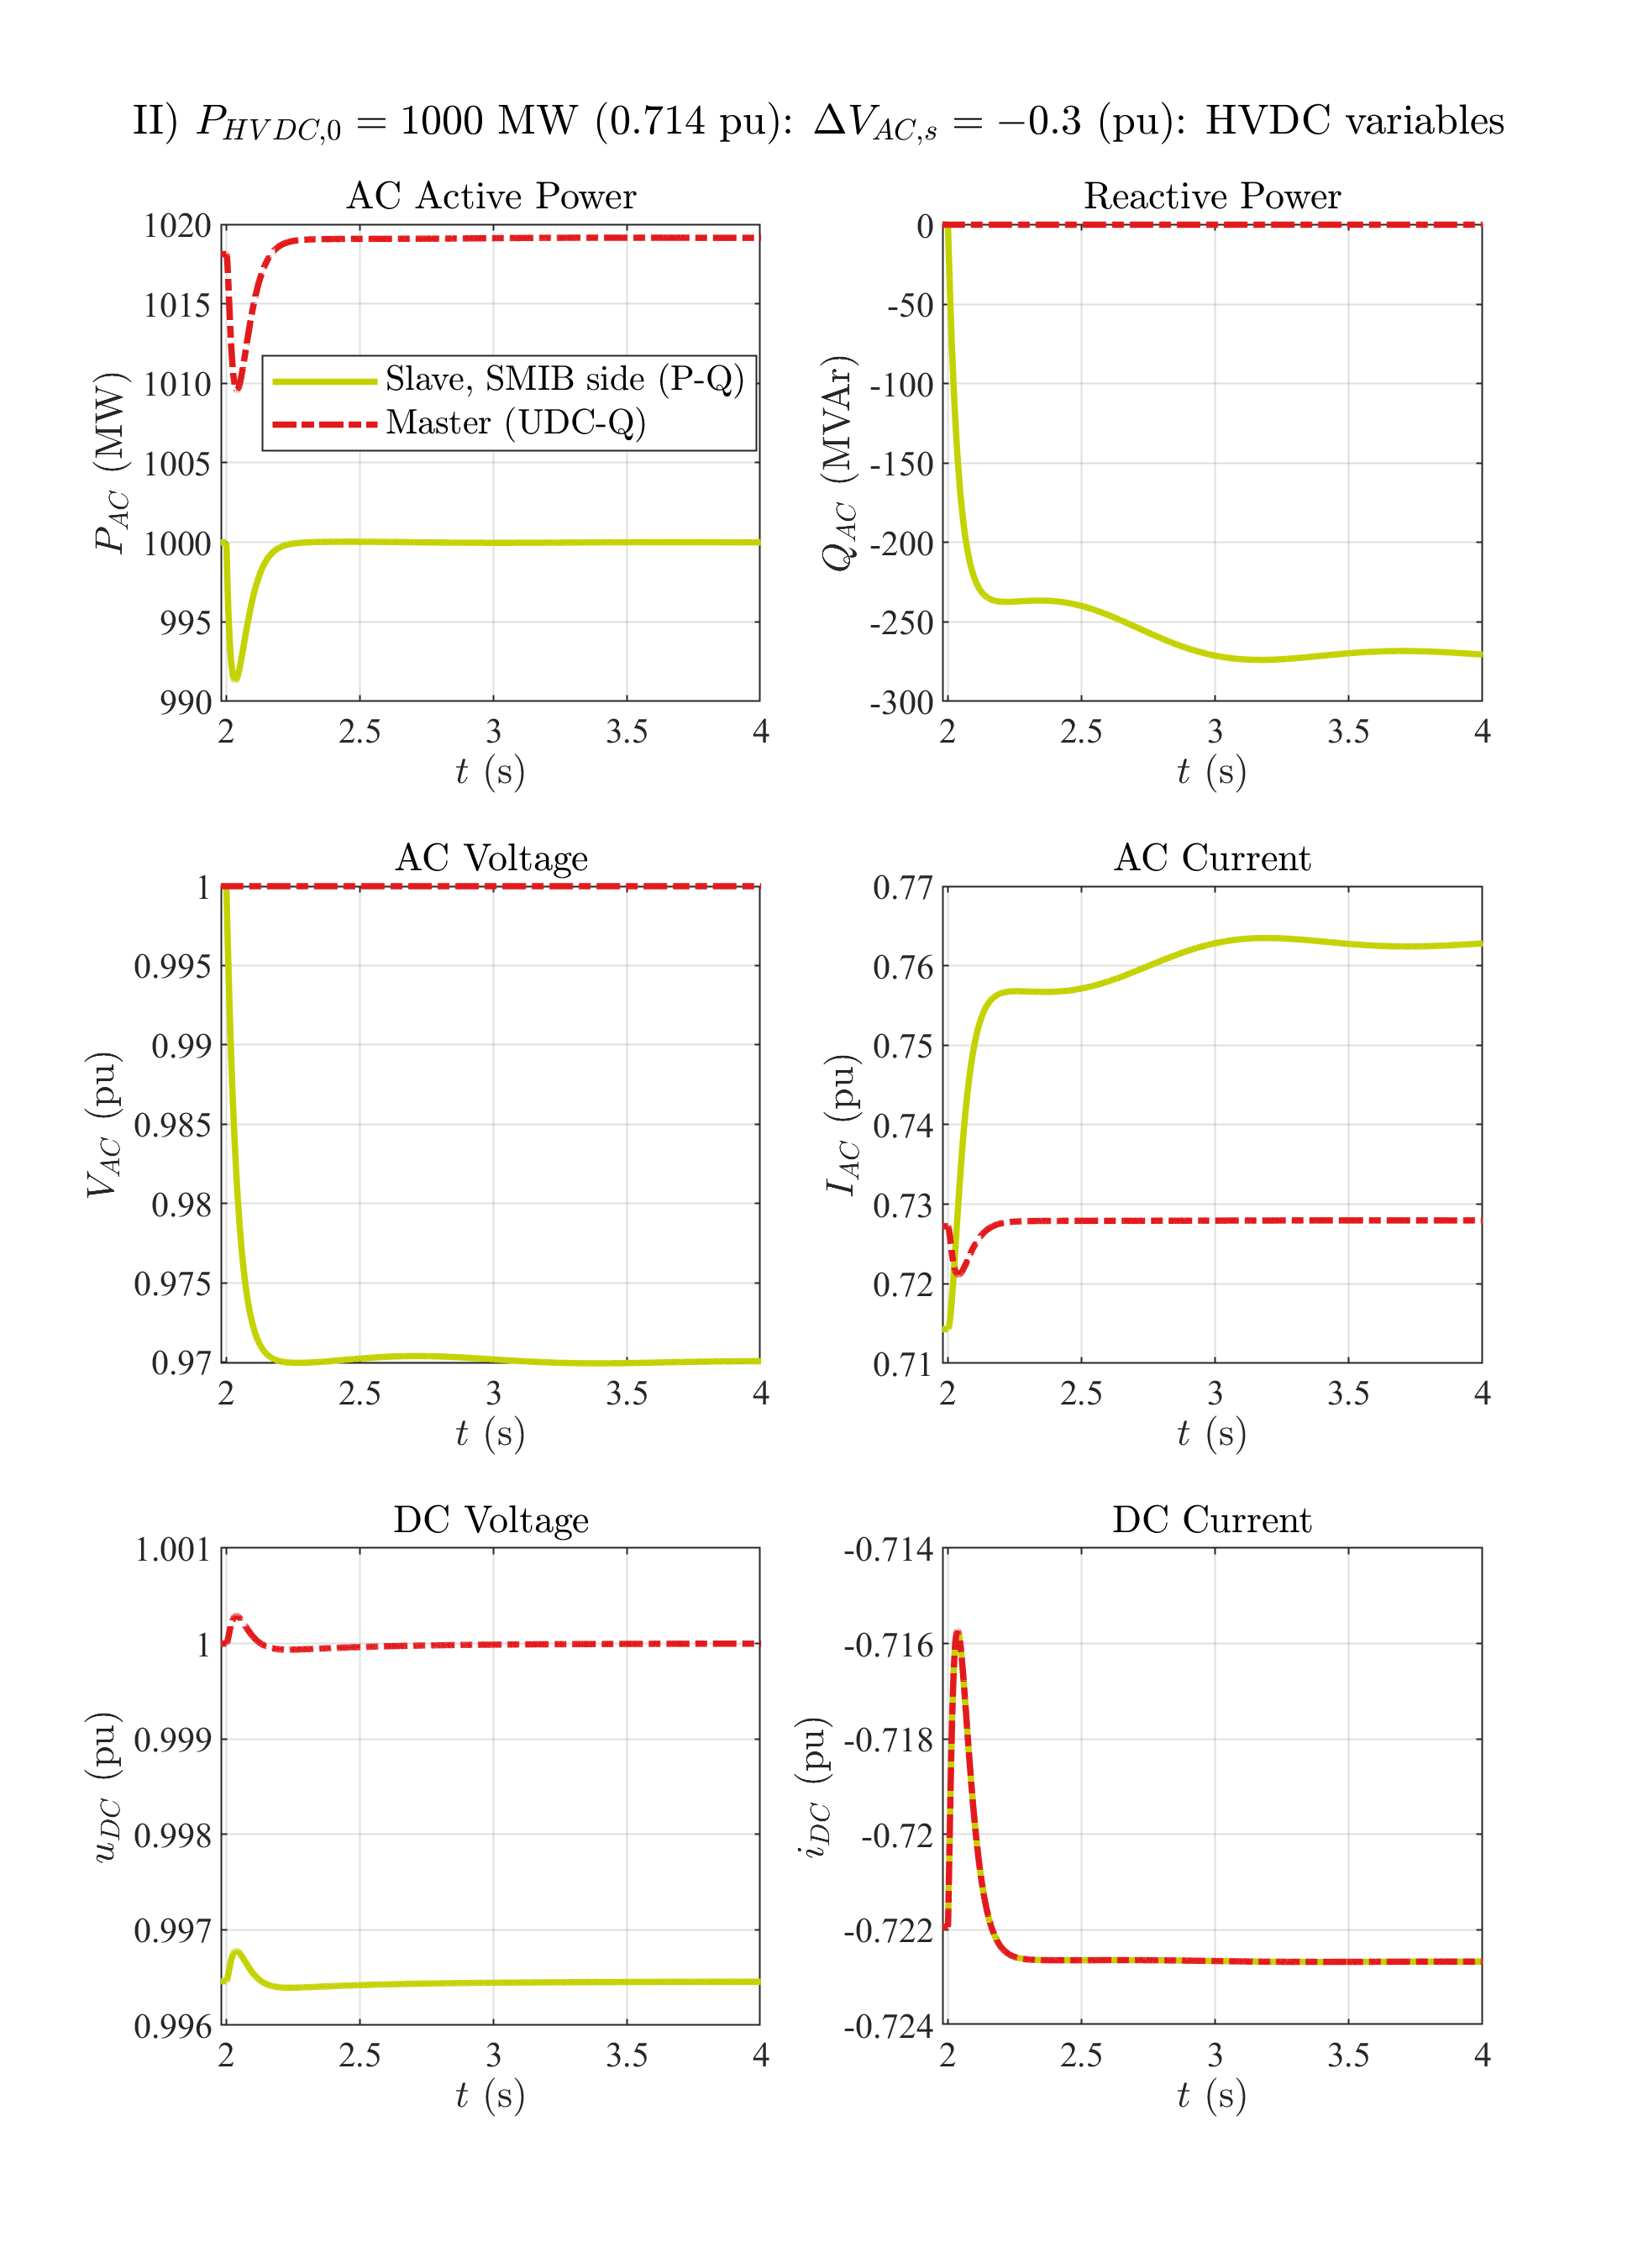 II) P_{HVDC,0} = 1000 MW (0.714 pu): ΔV_{AC,s} = −0.3 (pu): HVDC variables
AC Active Power
1020
1015
1010
1005
1000
995
990
P_{AC} (MW)
Slave, SMIB side (P-Q)
Master (UDC-Q)
2 2.5 3 3.5 4
t (s)
Reactive Power
0
-50
-100
-150
-200
-250
-300
Q_{AC} (MVAr)
2 2.5 3 3.5 4
t (s)
AC Voltage
1
0.995
0.99
0.985
0.98
0.975
0.97
V_{AC} (pu)
2 2.5 3 3.5 4
t (s)
AC Current
0.77
0.76
0.75
0.74
0.73
0.72
0.71
I_{AC} (pu)
2 2.5 3 3.5 4
t (s)
DC Voltage
1.001
1
0.999
0.998
0.997
0.996
u_{DC} (pu)
2 2.5 3 3.5 4
t (s)
DC Current
-0.714
-0.716
-0.718
-0.72
-0.722
-0.724
i_{DC} (pu)
2 2.5 3 3.5 4
t (s)